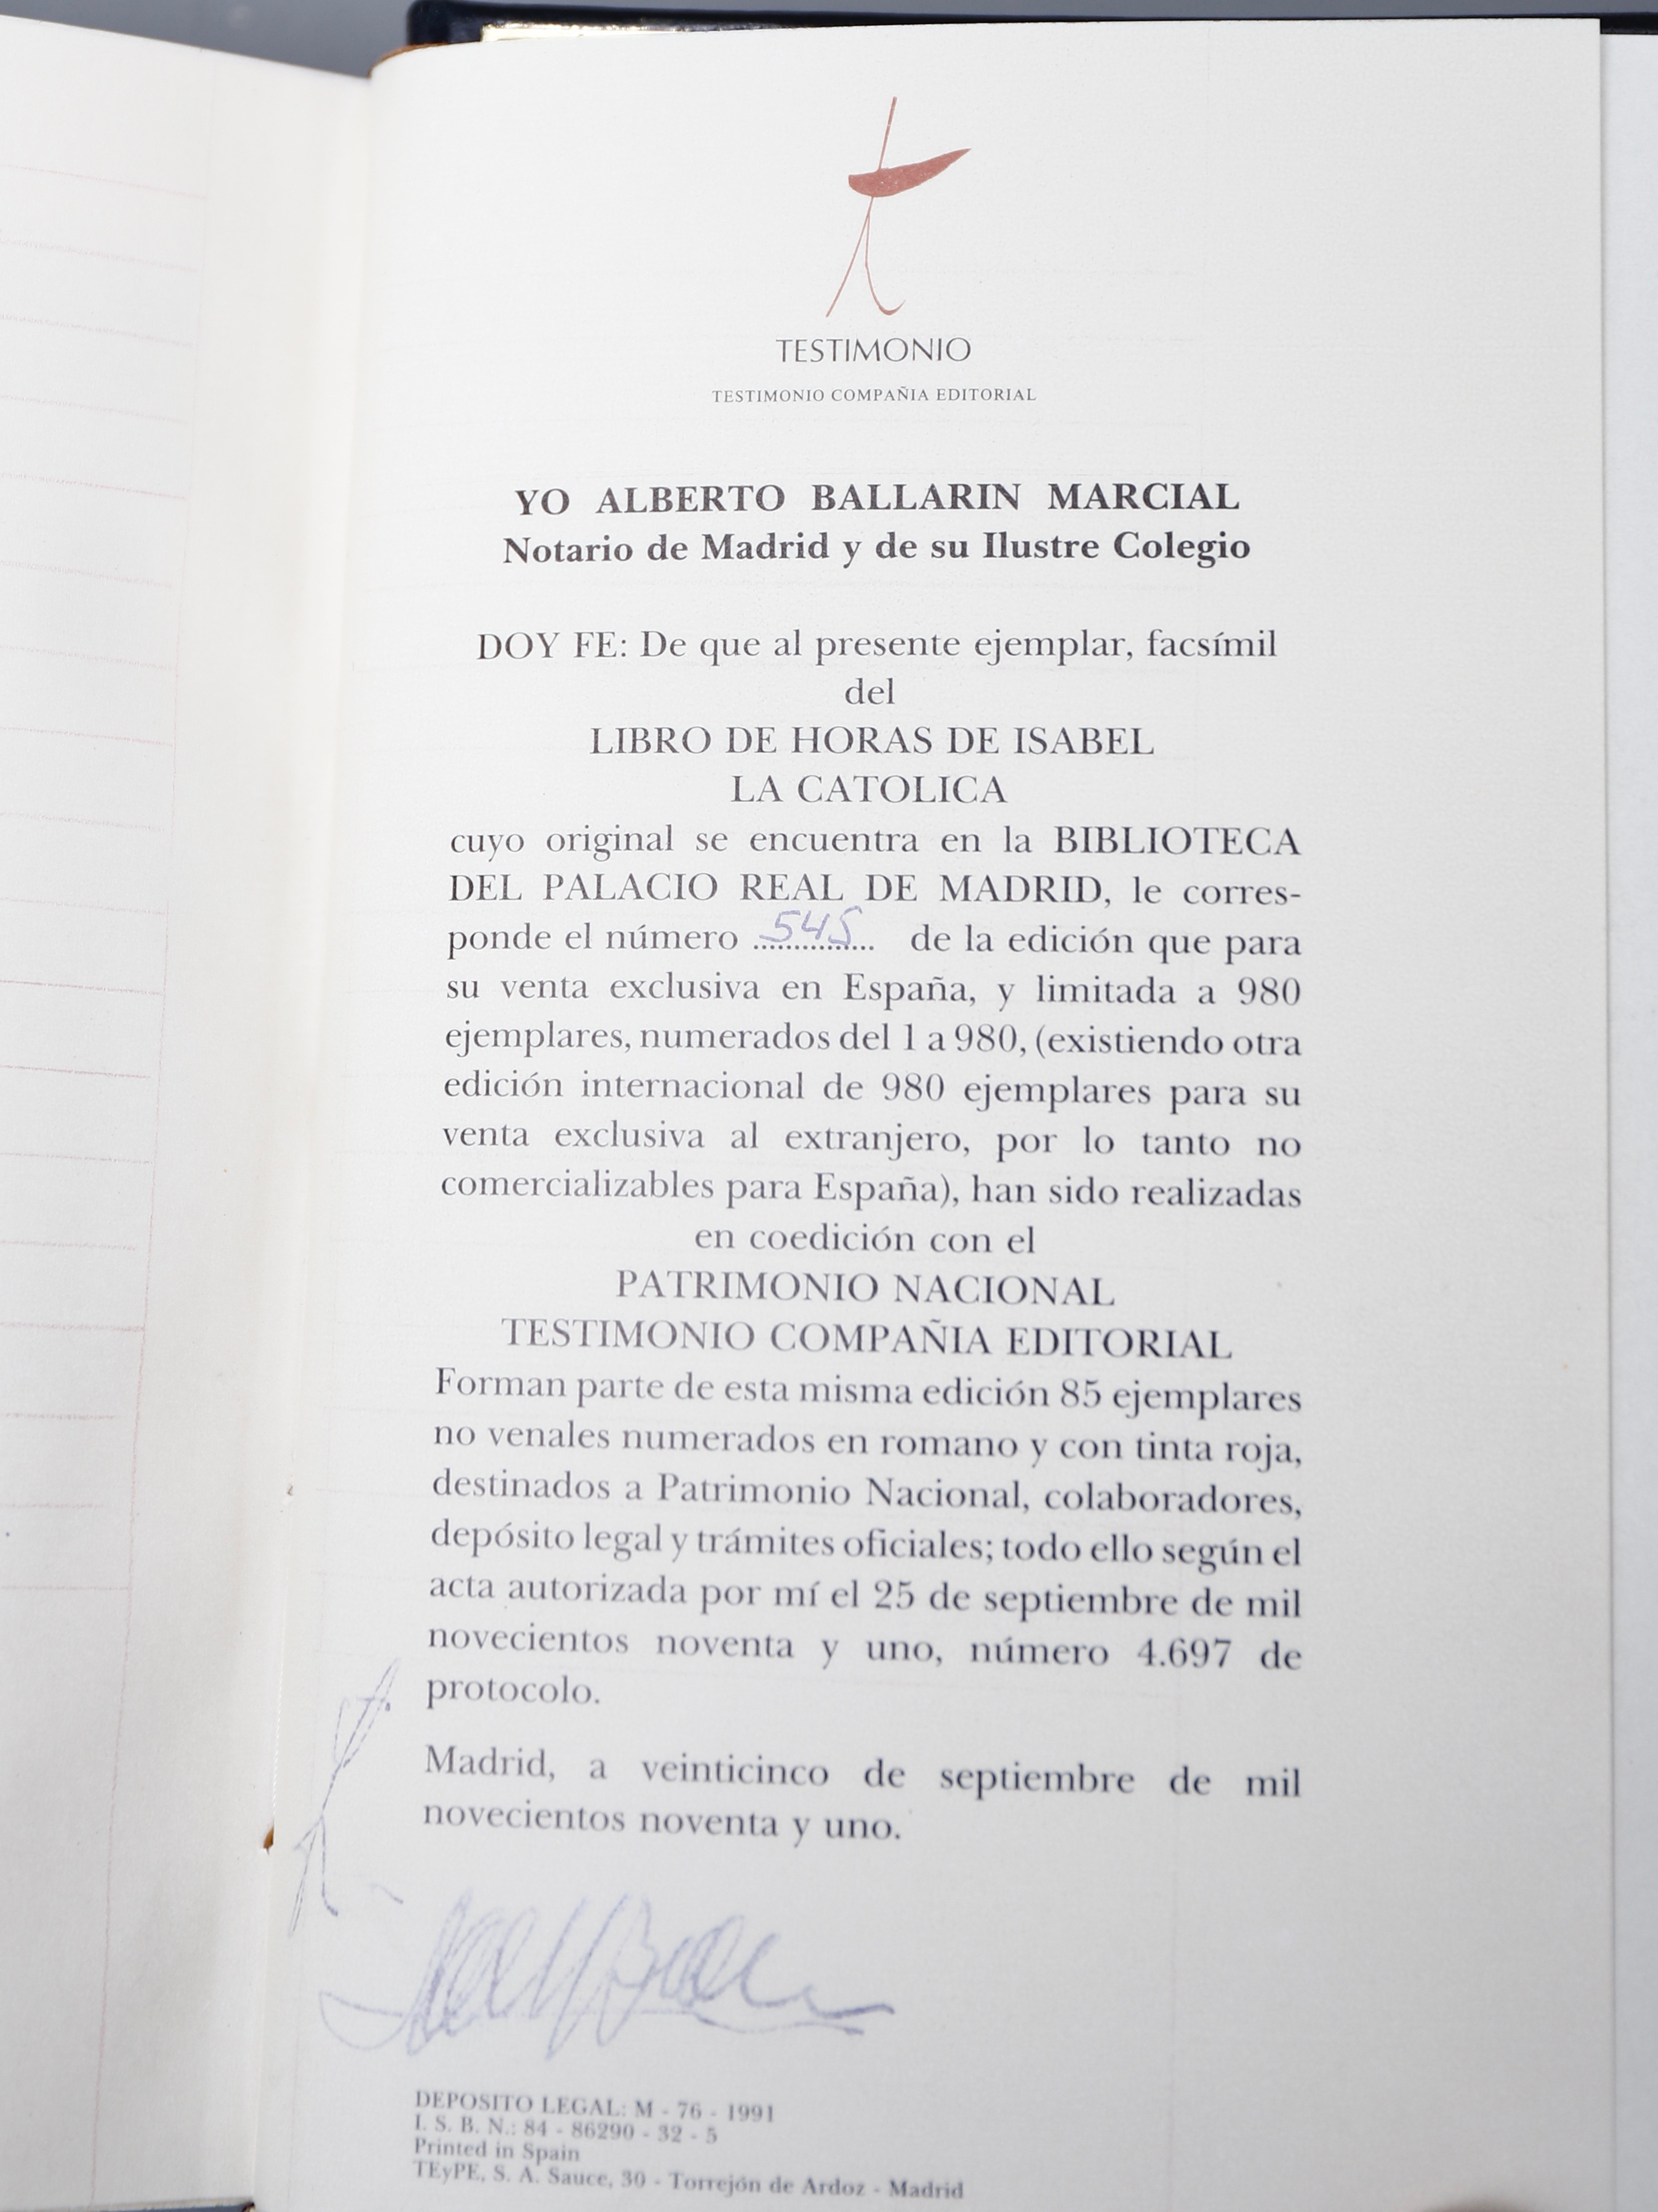 TESTIMONIO
TESTIMONIO COMPAÑIA EDITORIAL
YO ALBERTO BALLARIN MARCIAL
Notario de Madrid y de su Ilustre Colegio
DOY FE: De que al presente ejemplar, facsímil
del
LIBRO DE HORAS DE ISABEL
LA CATOLICA
cuyo original se encuentra en la BIBLIOTECA
DEL PALACIO REAL DE MADRID, le corres-
ponde el número 545 de la edición que para
su venta exclusiva en España, y limitada a 980
ejemplares, numerados del 1 a 980, (existiendo otra
edición internacional de 980 ejemplares para su
venta exclusiva al extranjero, por lo tanto no
comercializables para España), han sido realizadas
en coedición con el
PATRIMONIO NACIONAL
TESTIMONIO COMPAÑIA EDITORIAL
Forman parte de esta misma edición 85 ejemplares
no venales numerados en romano y con tinta roja,
destinados a Patrimonio Nacional, colaboradores,
depósito legal y trámites oficiales; todo ello según el
acta autorizada por mí el 25 de septiembre de mil
novecientos noventa y uno, número 4.697 de
protocolo.
Madrid, a veinticinco de septiembre de mil
novecientos noventa y uno.
DEPOSITO LEGAL: M - 76 - 1991
I. S. B. N.: 84 - 86290 - 32 - 5
Printed in Spain
TEyPE, S. A. Sauce, 30 - Torrejón de Ardoz - Madrid